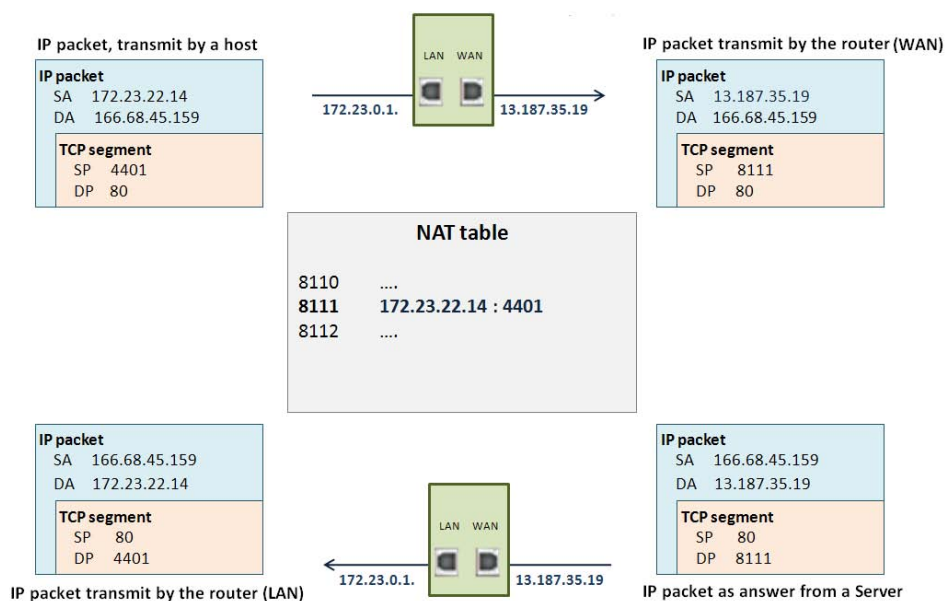 IP packet, transmit by a host
IP packet
SA 172.23.22.14
DA 166.68.45.159
TCP segment
SP 4401
DP 80
LAN WAN
172.23.0.1.
13.187.35.19
IP packet transmit by the router (WAN)
IP packet
SA 13.187.35.19
DA 166.68.45.159
TCP segment
SP 8111
DP 80
NAT table
8110 ....
8111 172.23.22.14 : 4401
8112 ....
IP packet
SA 166.68.45.159
DA 172.23.22.14
TCP segment
SP 80
DP 4401
IP packet transmit by the router (LAN)
LAN WAN
172.23.0.1.
13.187.35.19
IP packet
SA 166.68.45.159
DA 13.187.35.19
TCP segment
SP 80
DP 8111
IP packet as answer from a Server